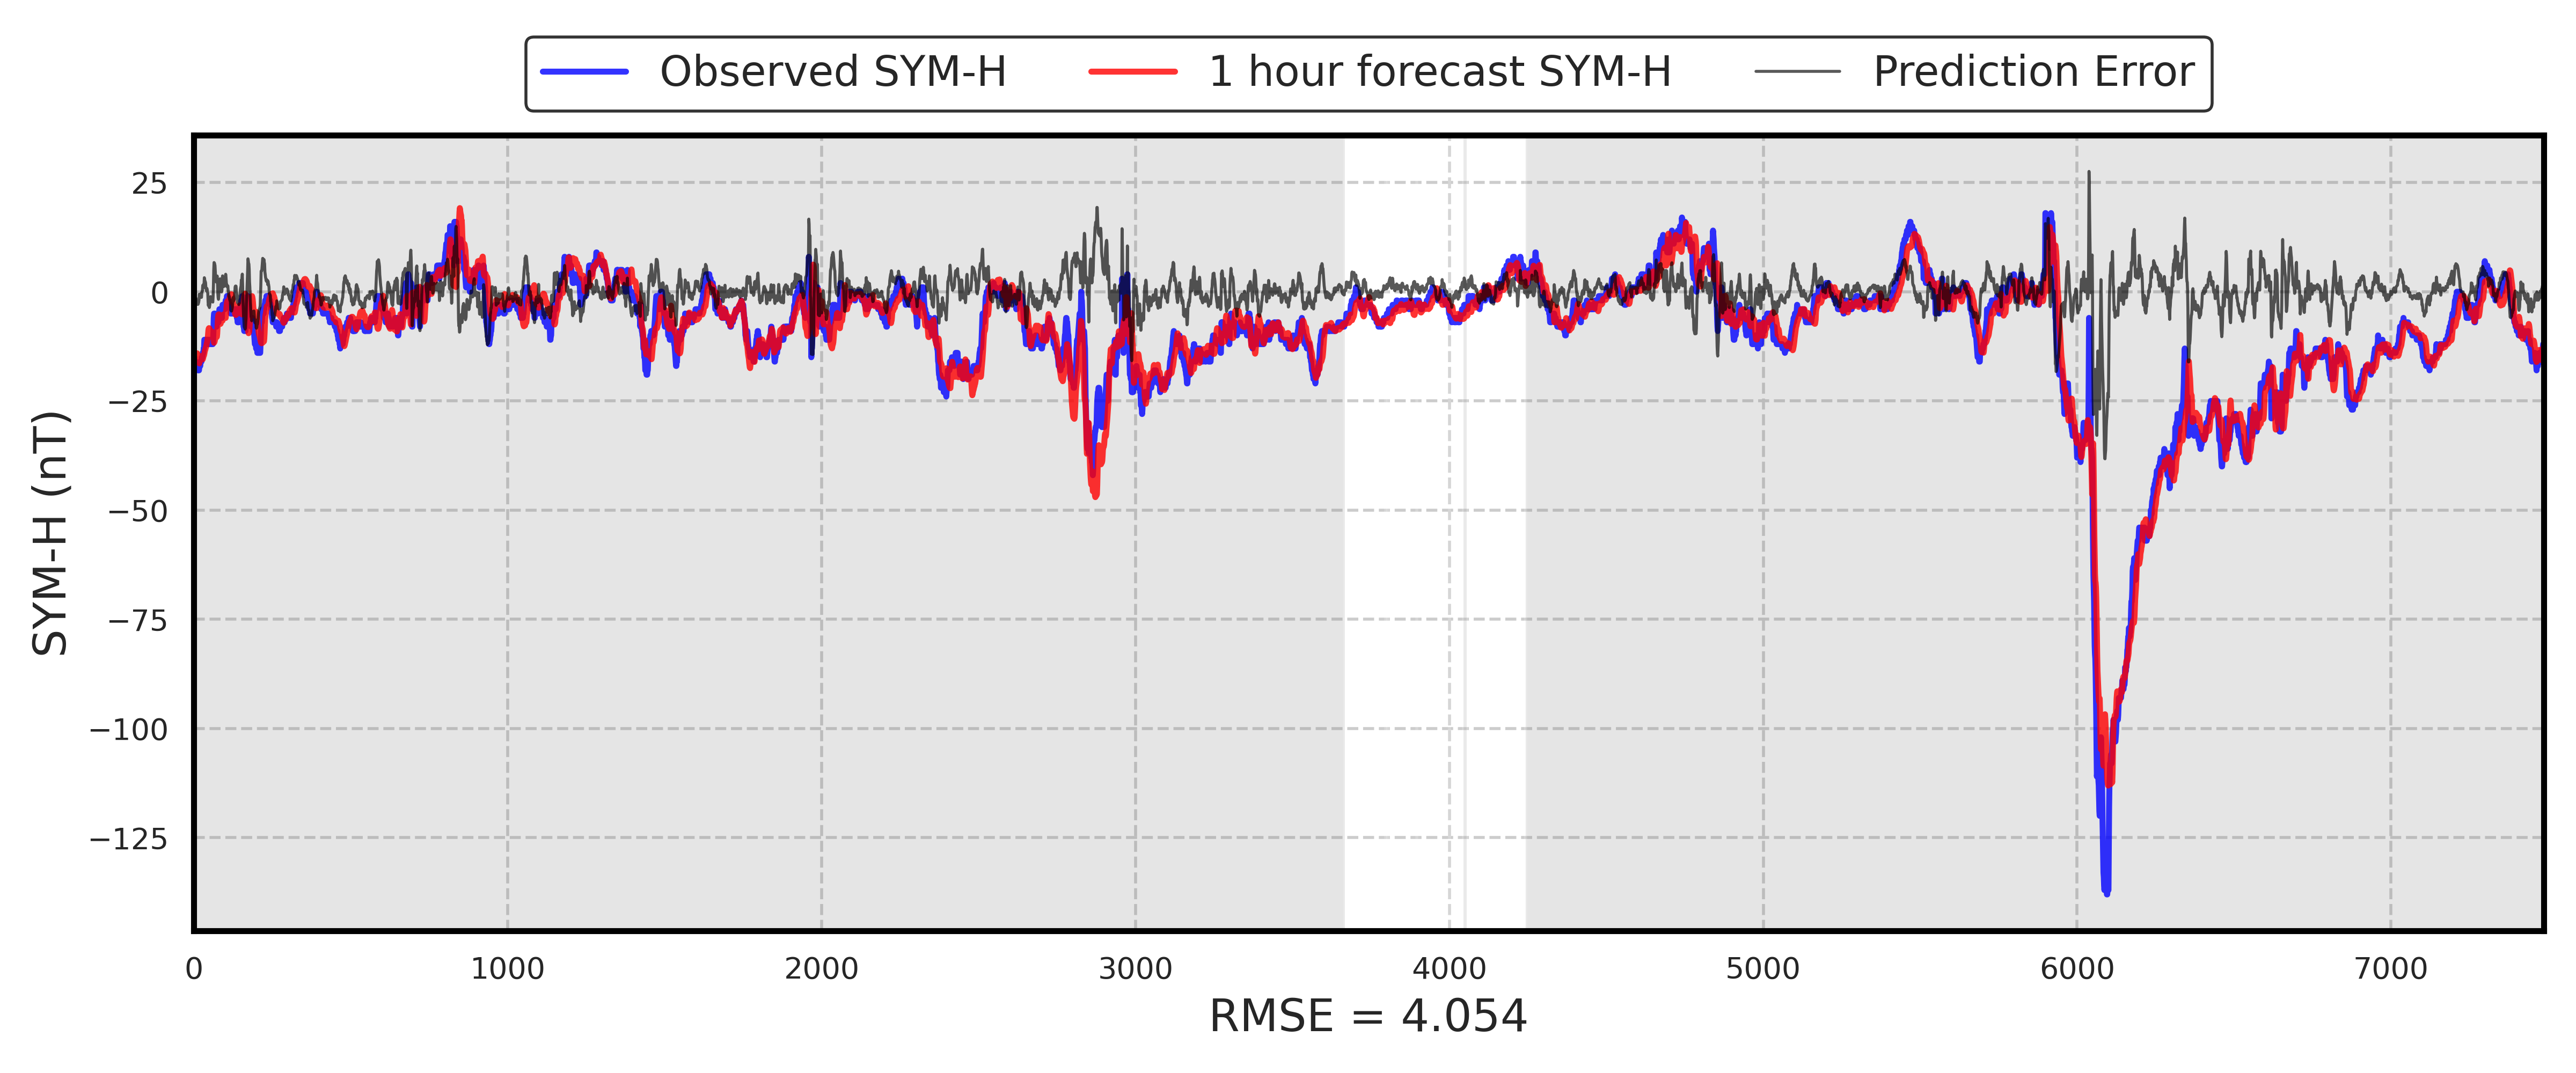 Observed SYM-H 1 hour forecast SYM-H Prediction Error
SYM-H (nT)
25
0
−25
−50
−75
−100
−125
0 1000 2000 3000 4000 5000 6000 7000
RMSE = 4.054